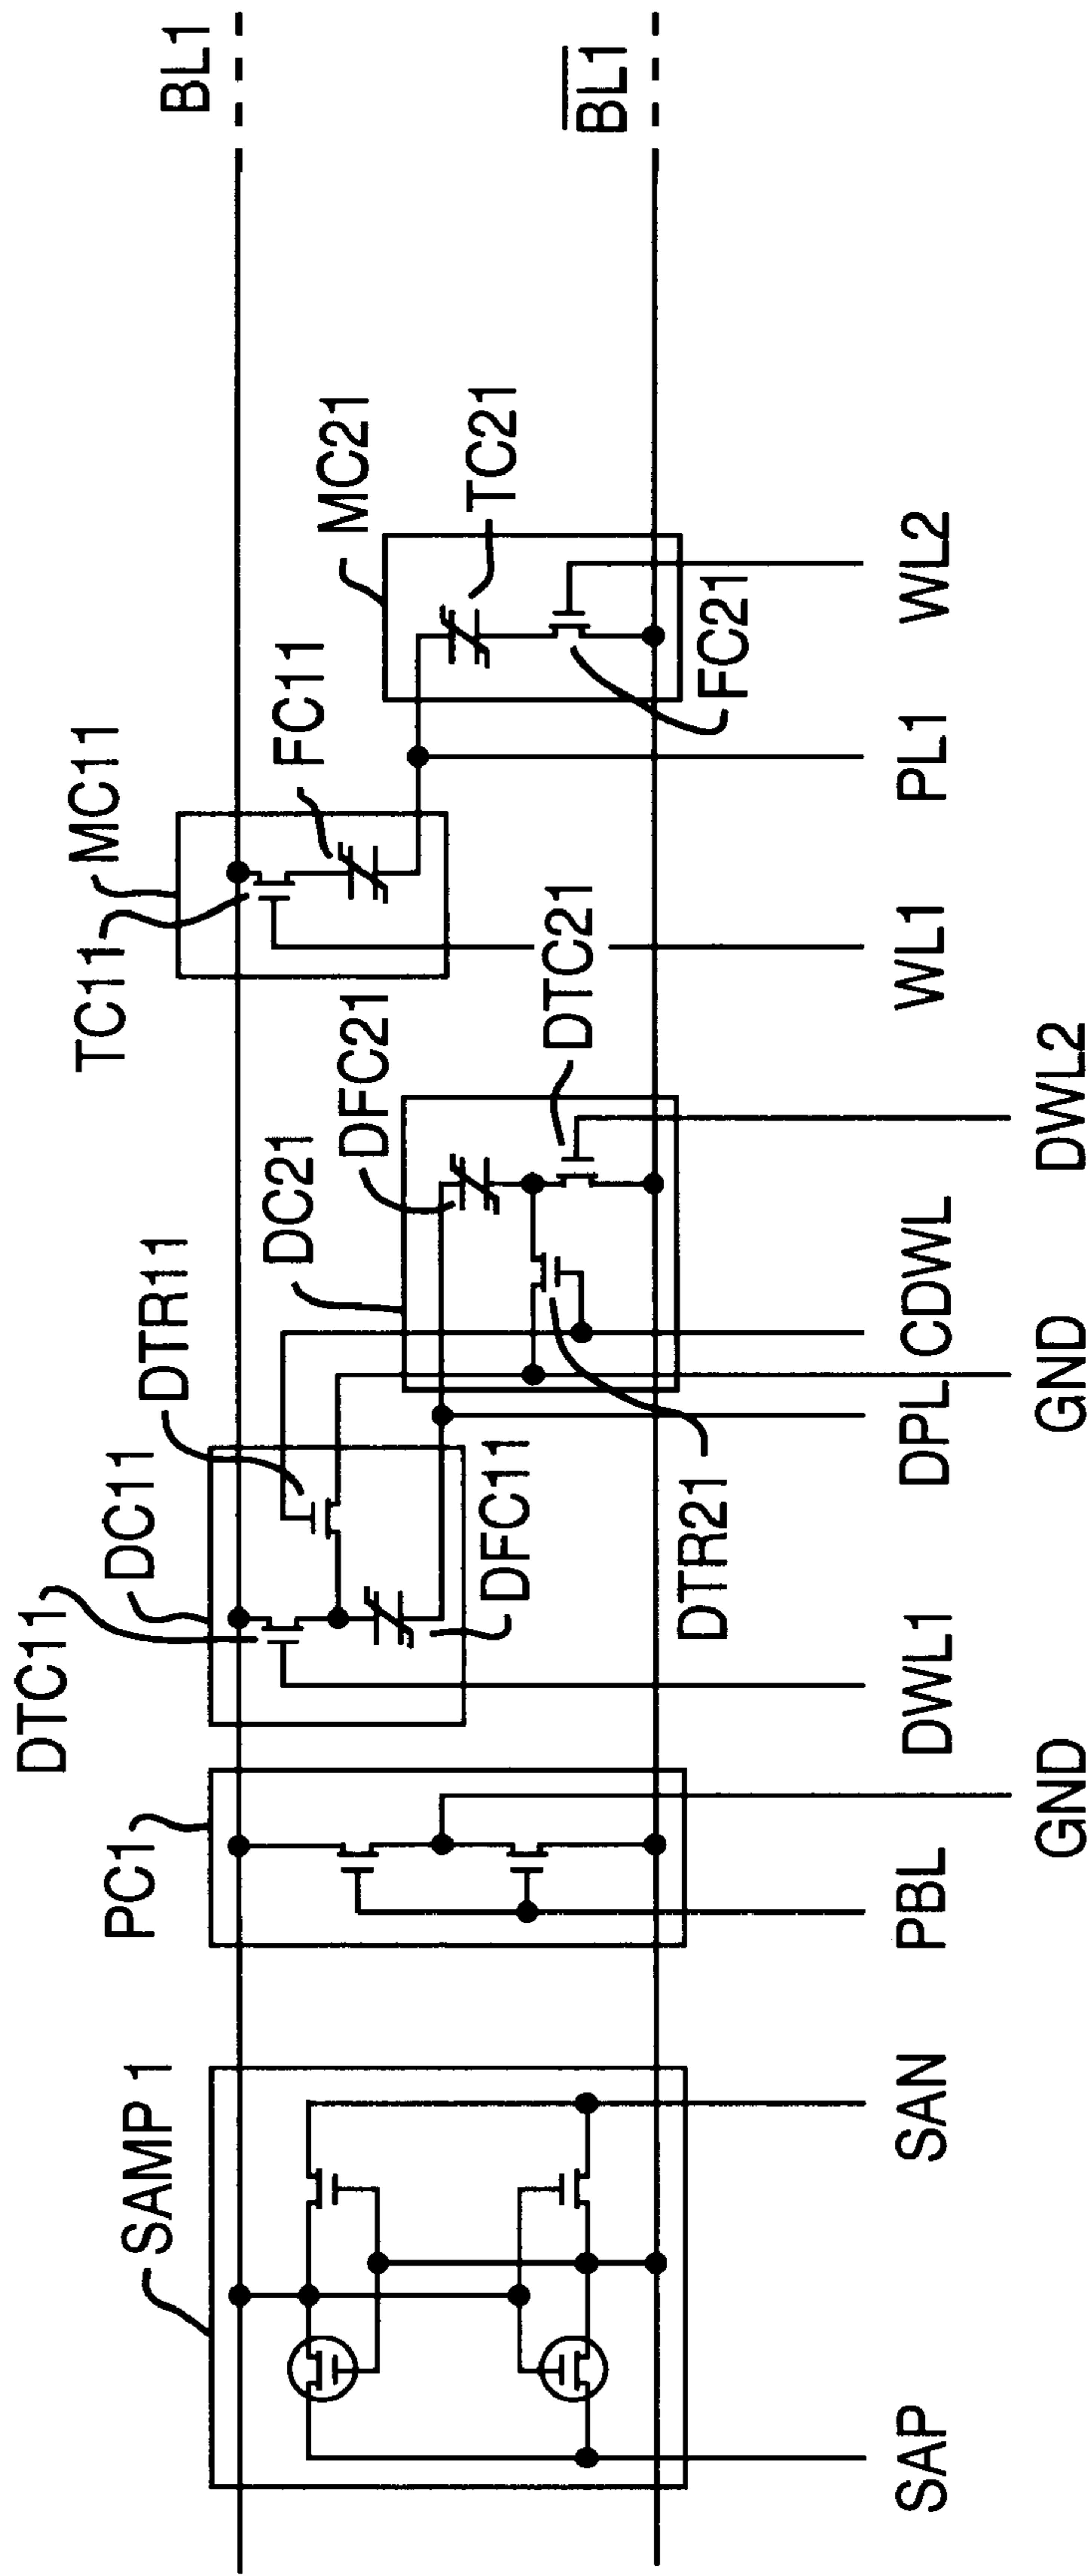 BL1
BL1
SAMP 1
PC1
DTC11
DC11
DTR11
DC21
DFC21
DTC21
TC11
MC11
FC11
MC21
TC21
FC21
DFC11
DTR21
SAP
SAN
PBL
GND
DWL1
DPL
GND
CDWL
DWL2
WL1
PL1
WL2